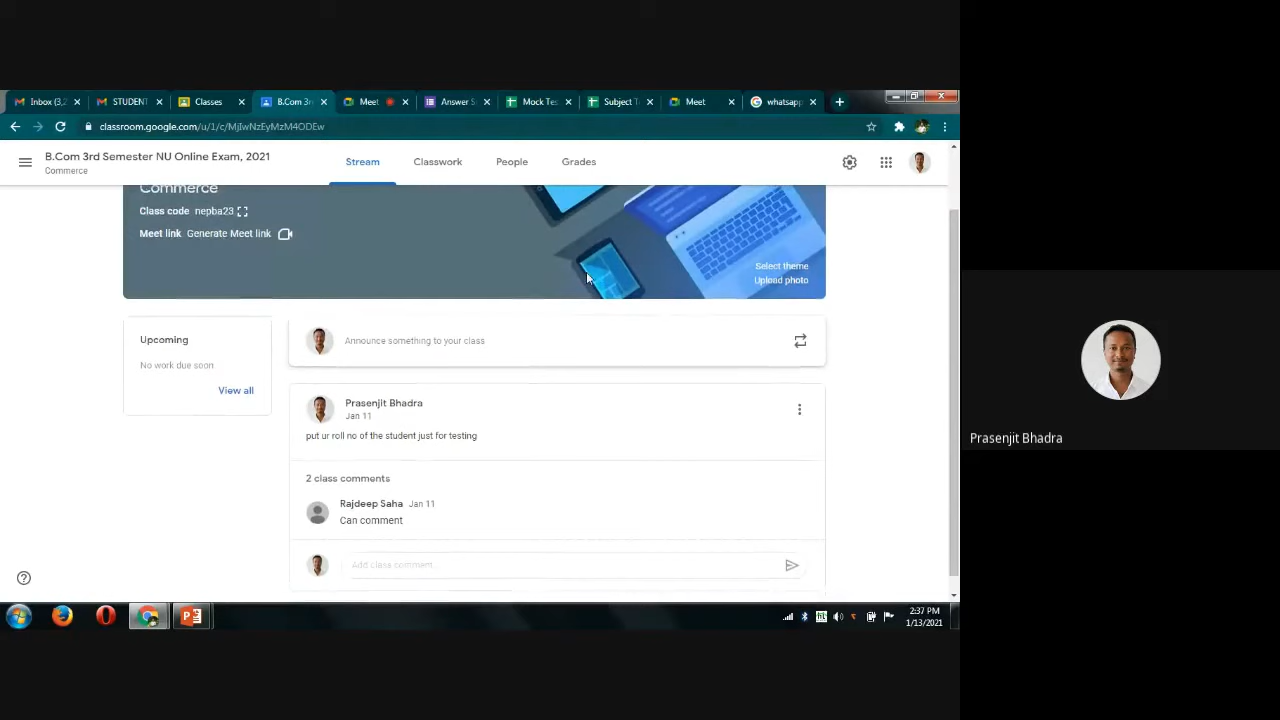 Inbox (3,2
STUDENT
Classes
B.Com 3r
Meet
Answer S
Mock Tes
Subject T
Meet
whatsapp
classroom.google.com/u/1/c/MjIwNzEyMzM4ODEw
B.Com 3rd Semester NU Online Exam, 2021
Commerce
Stream
Classwork
People
Grades
Commerce
Class code nepba23
Meet link Generate Meet link
Select theme
Upload photo
Upcoming
No work due soon
View all
Announce something to your class
Prasenjit Bhadra
Jan 11
put ur roll no of the student just for testing
2 class comments
Rajdeep Saha Jan 11
Can comment
Add class comment...
2:37 PM
1/13/2021
Prasenjit Bhadra